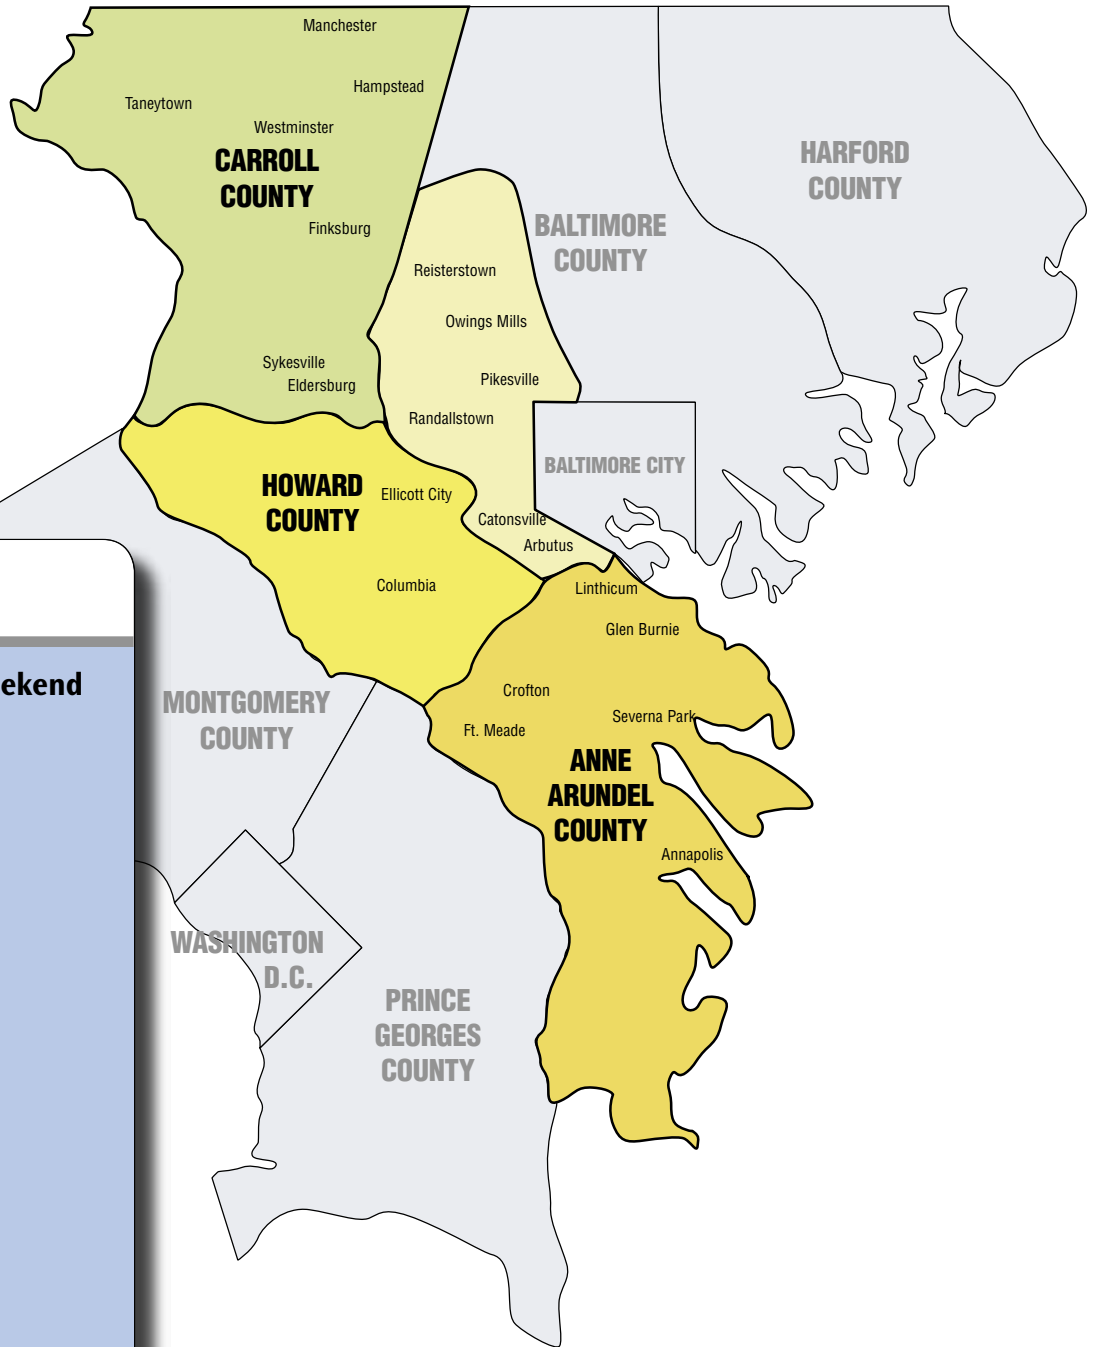 Manchester
Hampstead
Taneytown
Westminster
CARROLL
COUNTY
Finksburg
Sykesville
Eldersburg
HARFORD
COUNTY
BALTIMORE
COUNTY
Reisterstown
Owings Mills
Pikesville
Randallstown
BALTIMORE CITY
Catonsville
Arbutus
HOWARD
COUNTY
Ellicott City
Columbia
Linthicum
Glen Burnie
Crofton
Severna Park
Ft. Meade
ANNE
ARUNDEL
COUNTY
Annapolis
ekend
MONTGOMERY
COUNTY
WASHINGTON
D.C.
PRINCE
GEORGES
COUNTY